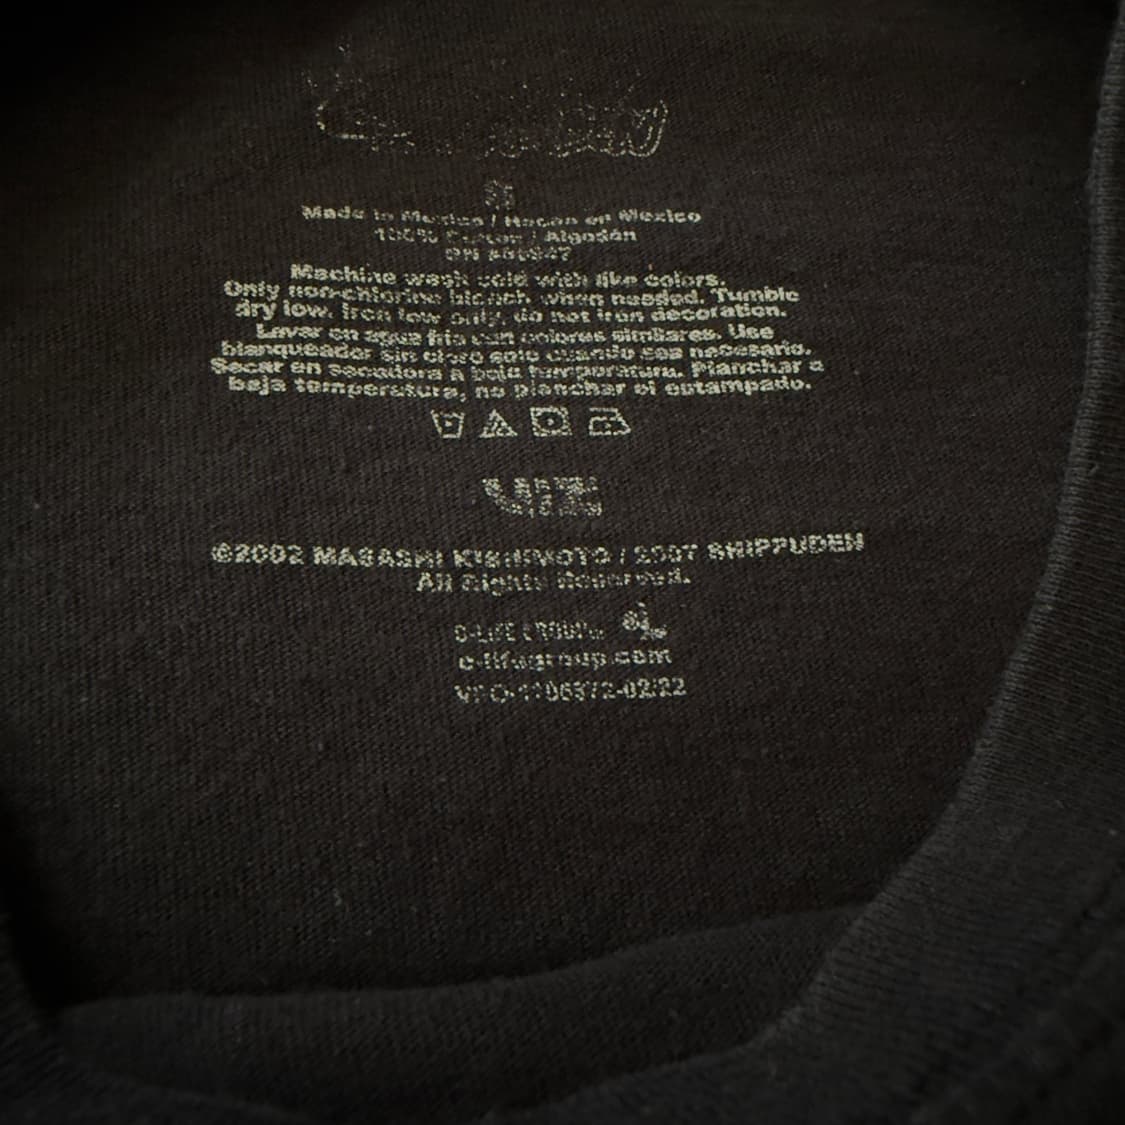 Made in Mexico / Hecho en Mexico
100% Cotton / Algodón
Machine wash cold with like colors.
Only non-chlorine bleach when needed. Tumble
dry low. Iron low only, do not iron decoration.
Lavar en agua fria con colores similares. Use
blanqueador sin cloro solo cuando sea necesario.
Secar en secadora a baja temperatura. Planchar a
baja temperatura, no planchar el estampado.
VIZ
©2002 MASASHI KISHIMOTO / 2007 SHIPPUDEN
All Rights Reserved.
C-LIFE GROUP
c-lifegroup.com